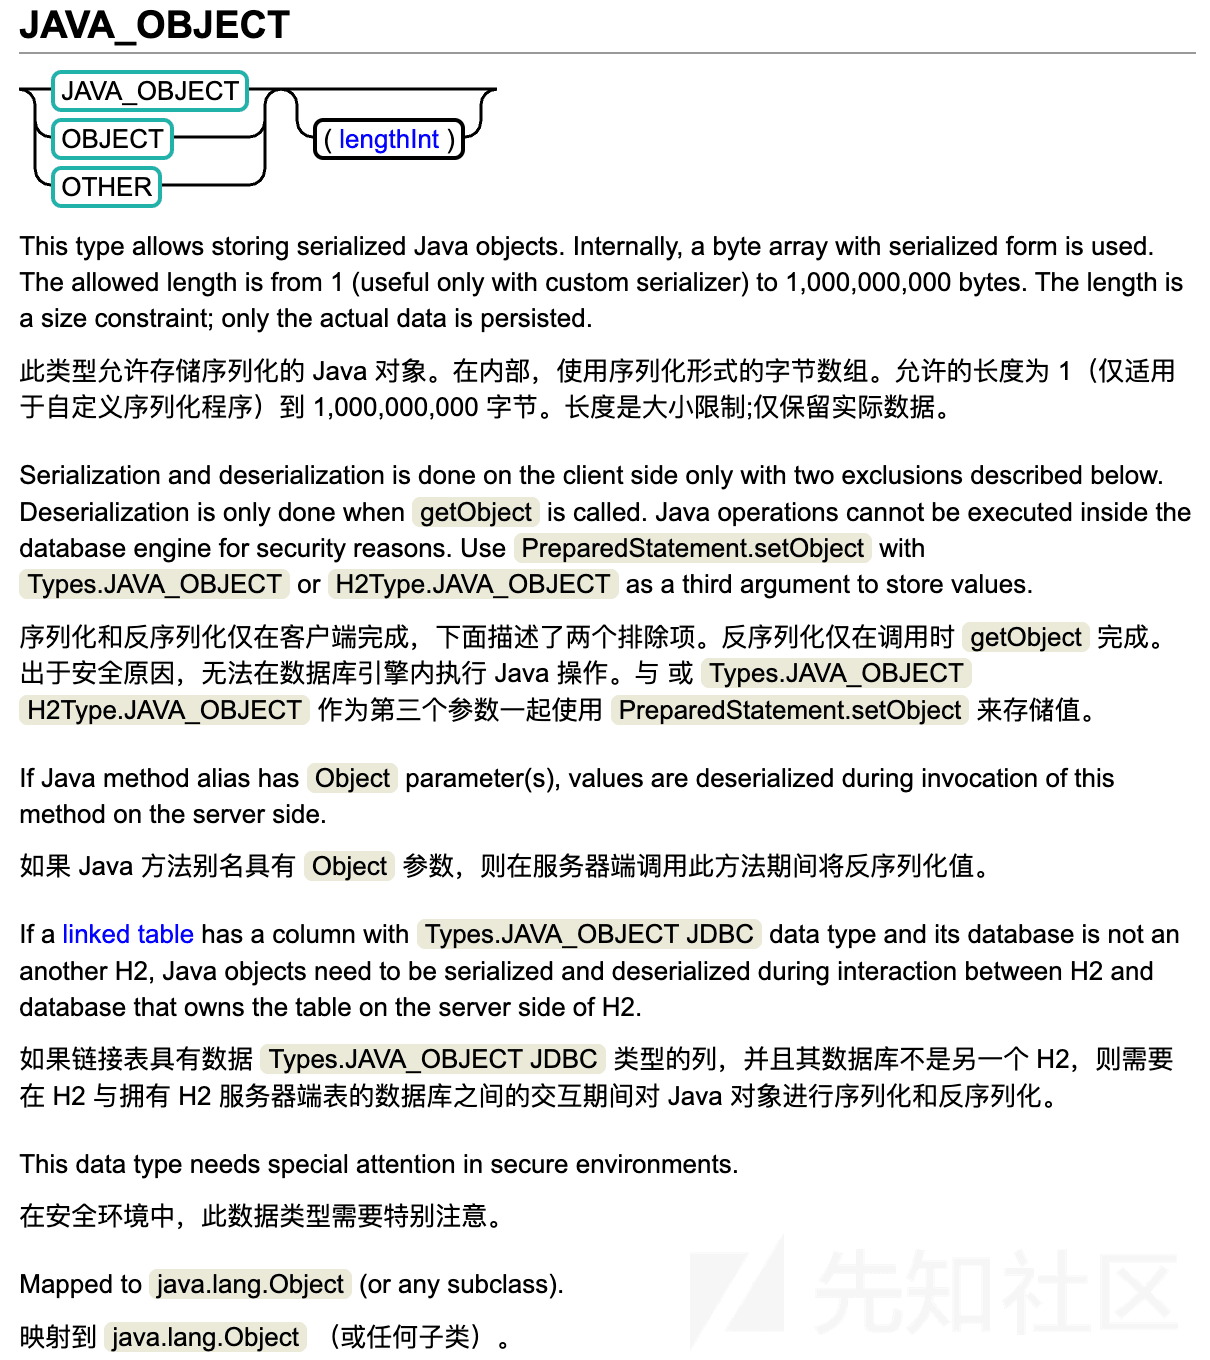 JAVA_OBJECT
JAVA_OBJECT
OBJECT
( lengthInt )
OTHER
This type allows storing serialized Java objects. Internally, a byte array with serialized form is used.
The allowed length is from 1 (useful only with custom serializer) to 1,000,000,000 bytes. The length is
a size constraint; only the actual data is persisted.
此类型允许存储序列化的 Java 对象。在内部，使用序列化形式的字节数组。允许的长度为 1（仅适用
于自定义序列化程序）到 1,000,000,000 字节。长度是大小限制;仅保留实际数据。
Serialization and deserialization is done on the client side only with two exclusions described below.
Deserialization is only done when getObject is called. Java operations cannot be executed inside the
database engine for security reasons. Use PreparedStatement.setObject with
Types.JAVA_OBJECT or H2Type.JAVA_OBJECT as a third argument to store values.
序列化和反序列化仅在客户端完成，下面描述了两个排除项。反序列化仅在调用时 getObject 完成。
出于安全原因，无法在数据库引擎内执行 Java 操作。与 或 Types.JAVA_OBJECT
H2Type.JAVA_OBJECT 作为第三个参数一起使用 PreparedStatement.setObject 来存储值。
If Java method alias has Object parameter(s), values are deserialized during invocation of this
method on the server side.
如果 Java 方法别名具有 Object 参数，则在服务器端调用此方法期间将反序列化值。
If a linked table has a column with Types.JAVA_OBJECT JDBC data type and its database is not an
another H2, Java objects need to be serialized and deserialized during interaction between H2 and
database that owns the table on the server side of H2.
如果链接表具有数据 Types.JAVA_OBJECT JDBC 类型的列，并且其数据库不是另一个 H2，则需要
在 H2 与拥有 H2 服务器端表的数据库之间的交互期间对 Java 对象进行序列化和反序列化。
This data type needs special attention in secure environments.
在安全环境中，此数据类型需要特别注意。
Mapped to java.lang.Object (or any subclass).
映射到 java.lang.Object （或任何子类）。
先知社区